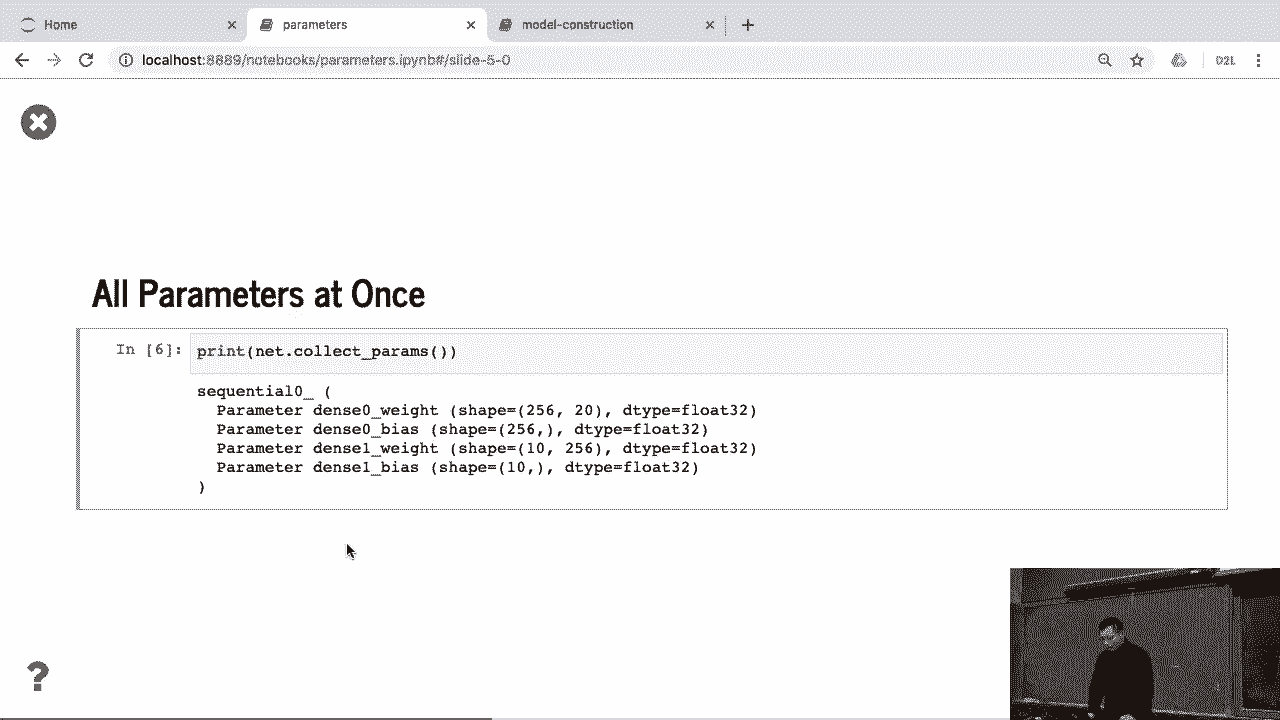 Home
parameters
model-construction
localhost:8889/notebooks/parameters.ipynb#/slide-5-0
D2L
All Parameters at Once
In [6]: print(net.collect_params())
sequential0_ (
  Parameter dense0_weight (shape=(256, 20), dtype=float32)
  Parameter dense0_bias (shape=(256,), dtype=float32)
  Parameter dense1_weight (shape=(10, 256), dtype=float32)
  Parameter dense1_bias (shape=(10,), dtype=float32)
)
?